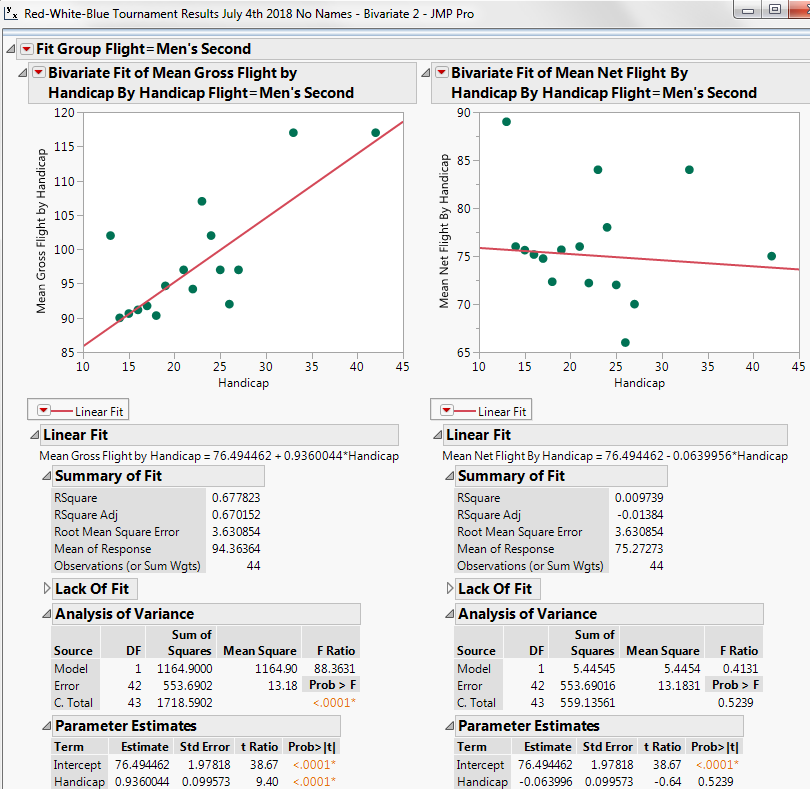 Red-White-Blue Tournament Results July 4th 2018 No Names - Bivariate 2 - JMP Pro
Fit Group Flight=Men's Second
Bivariate Fit of Mean Gross Flight by
Handicap By Handicap Flight=Men's Second
120
115
110
105
100
95
90
85
Mean Gross Flight by Handicap
10 15 20 25 30 35 40 45
Handicap
Linear Fit
Linear Fit
Mean Gross Flight by Handicap = 76.494462 + 0.9360044*Handicap
Summary of Fit
RSquare 0.677823
RSquare Adj 0.670152
Root Mean Square Error 3.630854
Mean of Response 94.36364
Observations (or Sum Wgts) 44
Lack Of Fit
Analysis of Variance
Sum of
Source DF Squares Mean Square F Ratio
Model 1 1164.9000 1164.90 88.3631
Error 42 553.6902 13.18 Prob > F
C. Total 43 1718.5902 <.0001*
Parameter Estimates
Term Estimate Std Error t Ratio Prob>|t|
Intercept 76.494462 1.97818 38.67 <.0001*
Handicap 0.9360044 0.099573 9.40 <.0001*
Bivariate Fit of Mean Net Flight By
Handicap By Handicap Flight=Men's Second
90
85
80
75
70
65
Mean Net Flight By Handicap
10 15 20 25 30 35 40 45
Handicap
Linear Fit
Linear Fit
Mean Net Flight By Handicap = 76.494462 - 0.0639956*Handicap
Summary of Fit
RSquare 0.009739
RSquare Adj -0.01384
Root Mean Square Error 3.630854
Mean of Response 75.27273
Observations (or Sum Wgts) 44
Lack Of Fit
Analysis of Variance
Sum of
Source DF Squares Mean Square F Ratio
Model 1 5.44545 5.4454 0.4131
Error 42 553.69016 13.1831 Prob > F
C. Total 43 559.13561 0.5239
Parameter Estimates
Term Estimate Std Error t Ratio Prob>|t|
Intercept 76.494462 1.97818 38.67 <.0001*
Handicap -0.063996 0.099573 -0.64 0.5239